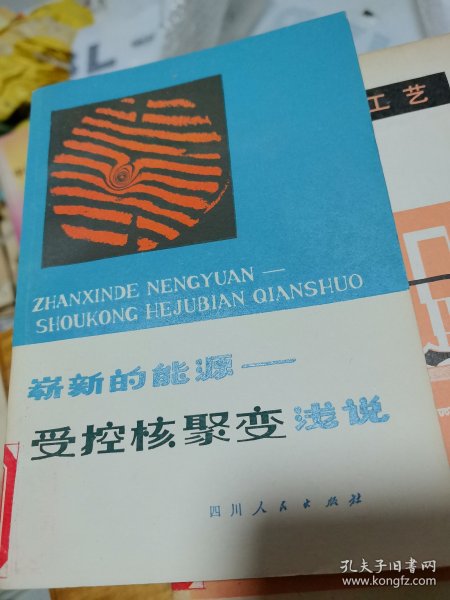 工艺
ZHANXINDE NENGYUAN —
SHOUKONG HEJUBIAN QIANSHUO
崭新的能源—
受控核聚变浅说
四川人民出版社
孔夫子旧书网
www.kongfz.com